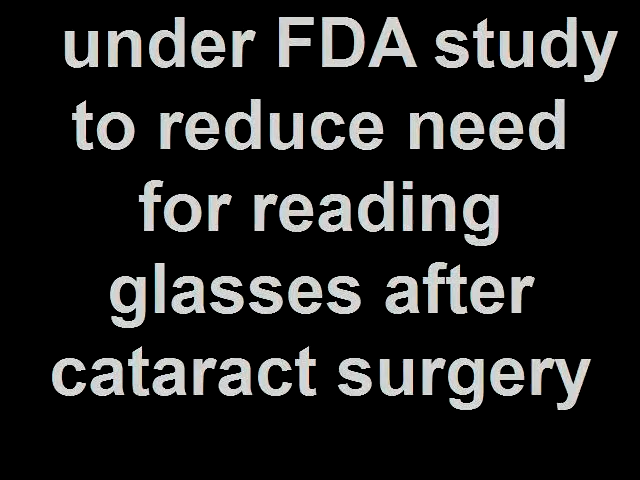 under FDA study
to reduce need
for reading
glasses after
cataract surgery